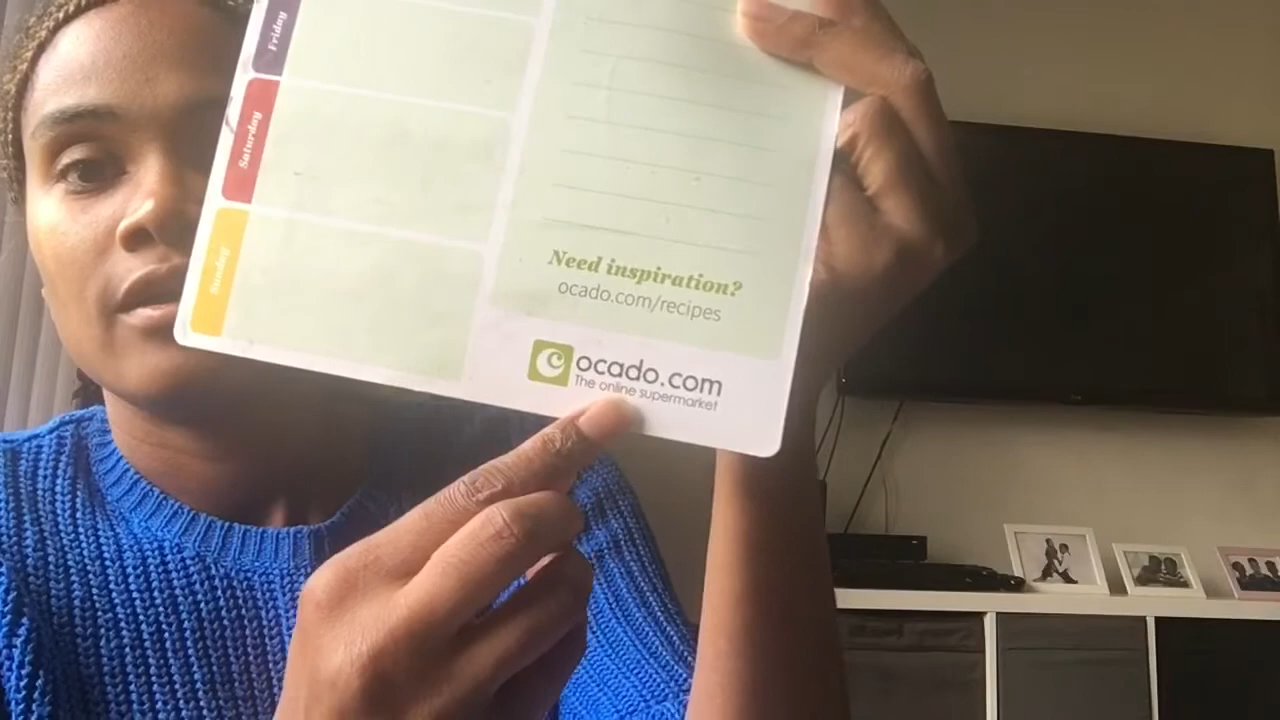 Friday
Saturday
Sunday
Need inspiration?
ocado.com/recipes
ocado.com
The online supermarket